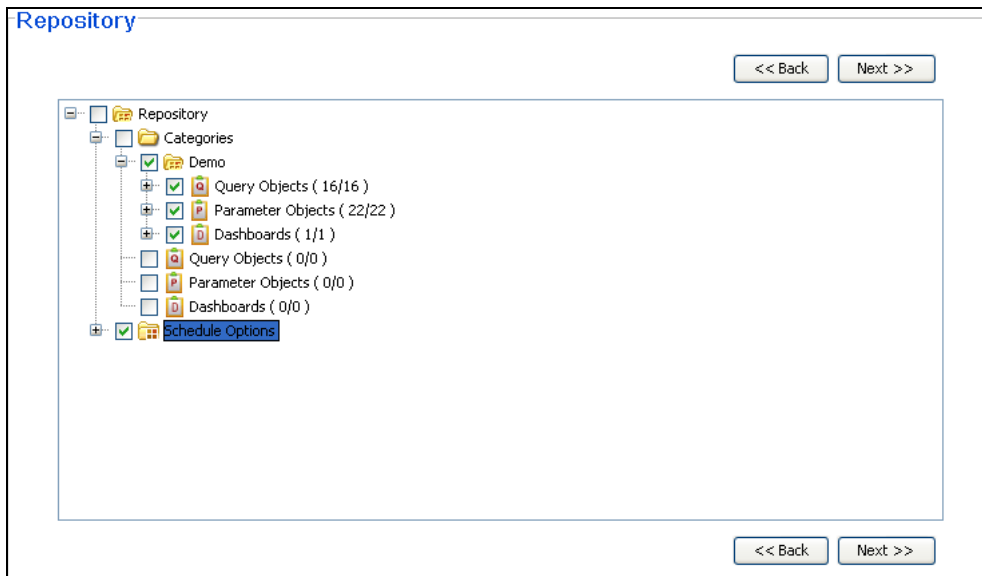 Repository
<< Back Next >>
Repository
Categories
Demo
Query Objects ( 16/16 )
Parameter Objects ( 22/22 )
Dashboards ( 1/1 )
Query Objects ( 0/0 )
Parameter Objects ( 0/0 )
Dashboards ( 0/0 )
Schedule Options
<< Back Next >>